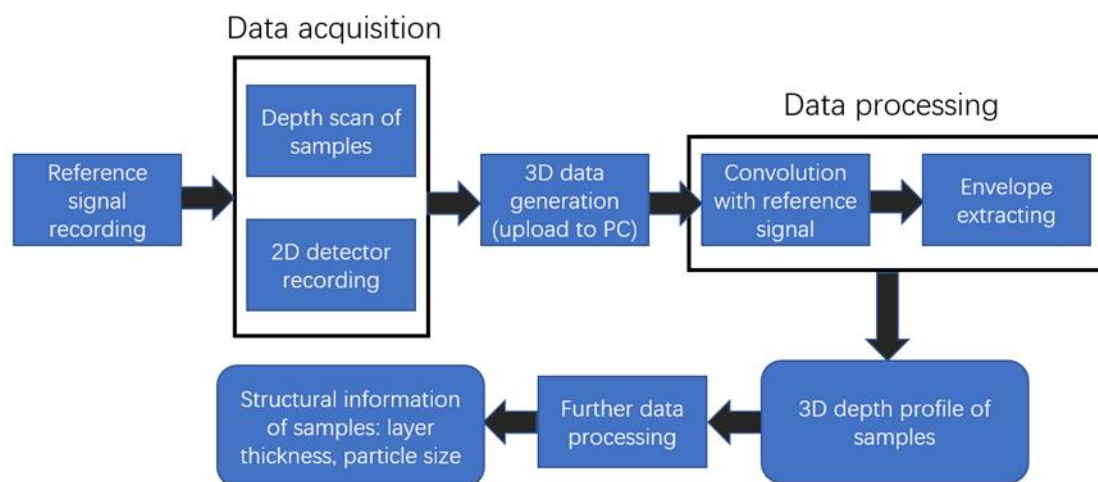 Data acquisition
Depth scan of
samples
2D detector
recording
Reference
signal
recording
3D data
generation
(upload to PC)
Data processing
Convolution
with reference
signal
Envelope
extracting
3D depth profile of
samples
Further data
processing
Structural information
of samples: layer
thickness, particle size